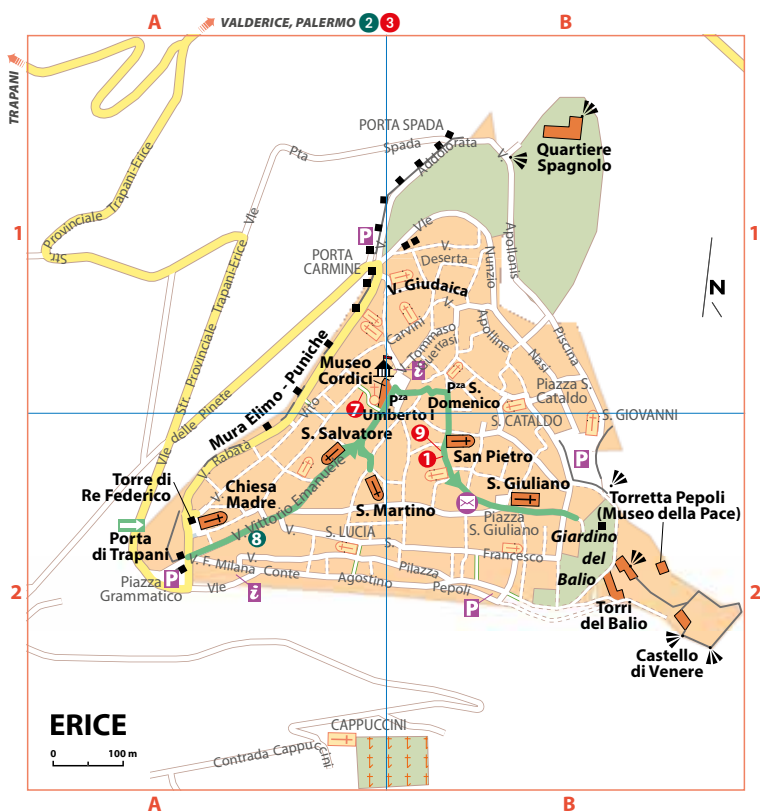 A
VALDERICE, PALERMO 2 3
B
TRAPANI
PORTA SPADA
Pta
Spada
V. Addolorata
Quartiere
Spagnolo
Str. Provinciale Trapani-Erice
1
1
P
PORTA
CARMINE
V.
Vle
V.
Deserta
Nunzio
Apollonis
N
V. Giudaica
Str. Provinciale Trapani-Erice
Vle
Carvini
V.
Tommaso
Guerrasi
Apolline
Nasi
Piscina
Museo
Cordici
i
Piazza S.
Cataldo
Pza S.
Domenico
Pza
Umberto I
7
Vito
Mura Elimo - Puniche
Vle delle Pinete
V. Rabatà
S. Salvatore
9
1
S. CATALDO
S. GIOVANNI
San Pietro
P
Torre di
Re Federico
Chiesa
Madre
V.
V. Vittorio Emanuele
S. Martino
S. Giuliano
Torretta Pepoli
(Museo della Pace)
Porta
di Trapani
8
V.
S. LUCIA
S.
Francesco
Piazza
S. Giuliano
Giardino
del
Balio
P
Piazza
Grammatico
V. F. Milana
V.
Conte
Agostino
Pilazza
Pepoli
Vle
i
P
2
2
Torri
del Balio
Castello
di Venere
ERICE
0
100 m
CAPPUCCINI
Contrada Cappuccini
A
B